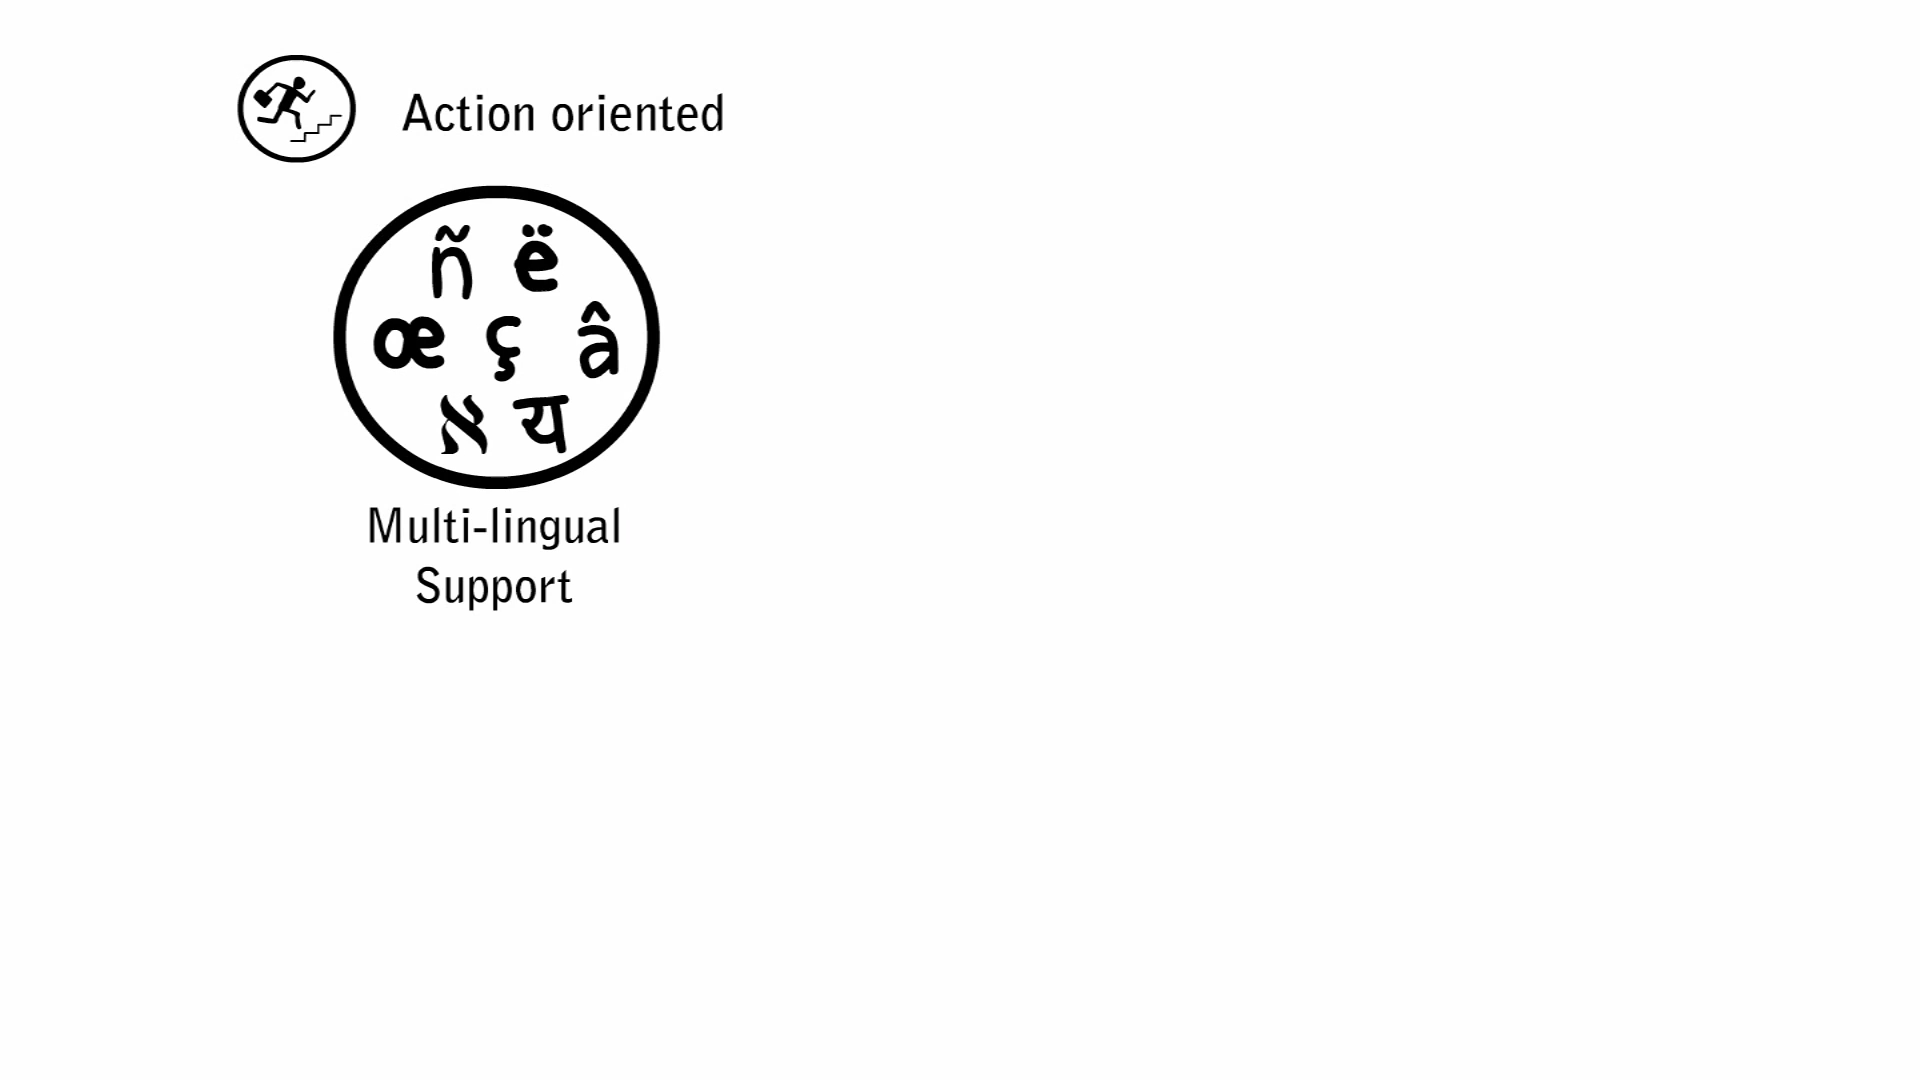 Action oriented
ñ ë
œ ç â
א य
Multi-lingual
Support